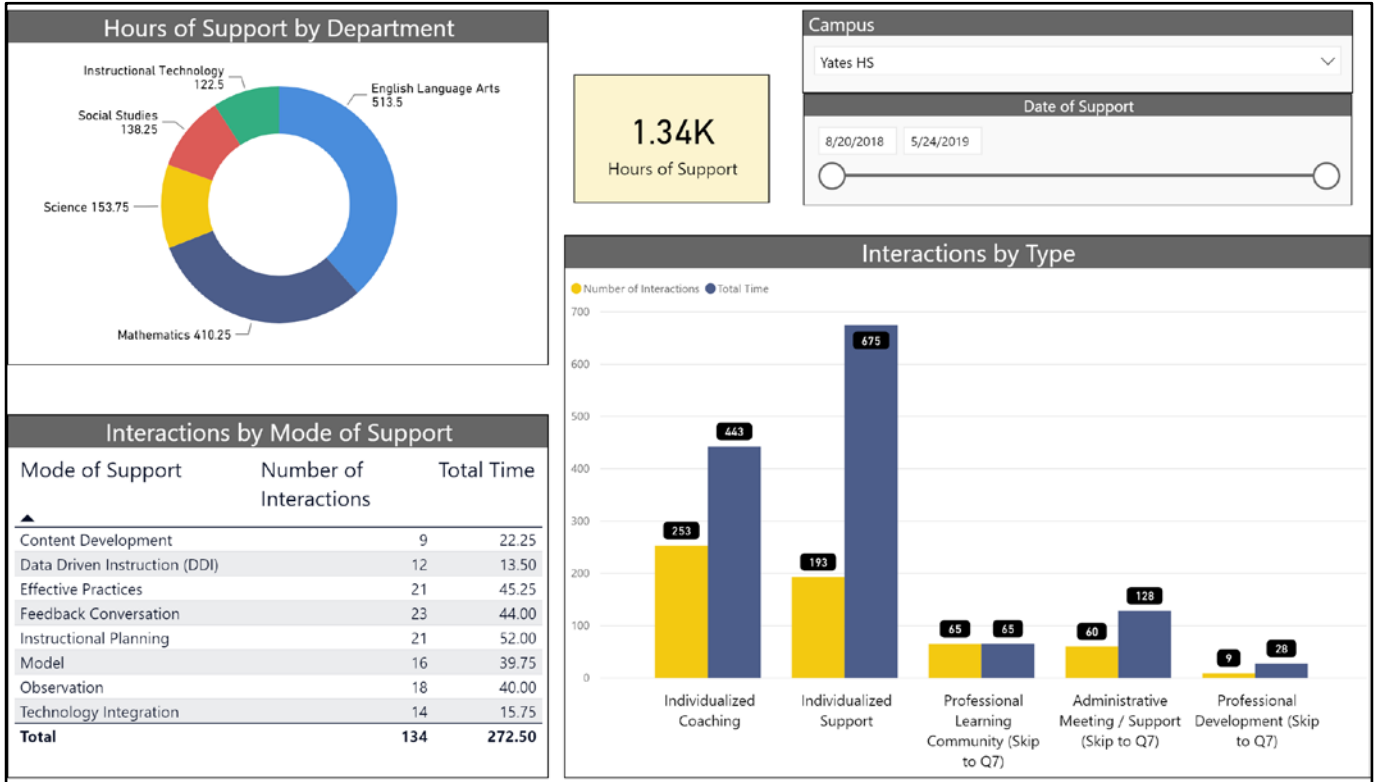 Hours of Support by Department
Instructional Technology
122.5
English Language Arts
513.5
Social Studies
138.25
Science 153.75
Mathematics 410.25
1.34K
Hours of Support
Campus
Yates HS
Date of Support
8/20/2018 5/24/2019
Interactions by Mode of Support
Mode of Support Number of Interactions Total Time
Content Development 9 22.25
Data Driven Instruction (DDI) 12 13.50
Effective Practices 21 45.25
Feedback Conversation 23 44.00
Instructional Planning 21 52.00
Model 16 39.75
Observation 18 40.00
Technology Integration 14 15.75
Total 134 272.50
Interactions by Type
Number of Interactions Total Time
700
600
500
400
300
200
100
0
253
443
193
675
65
65
60
128
9
28
Individualized
Coaching
Individualized
Support
Professional
Learning
Community (Skip
to Q7)
Administrative
Meeting / Support
(Skip to Q7)
Professional
Development (Skip
to Q7)